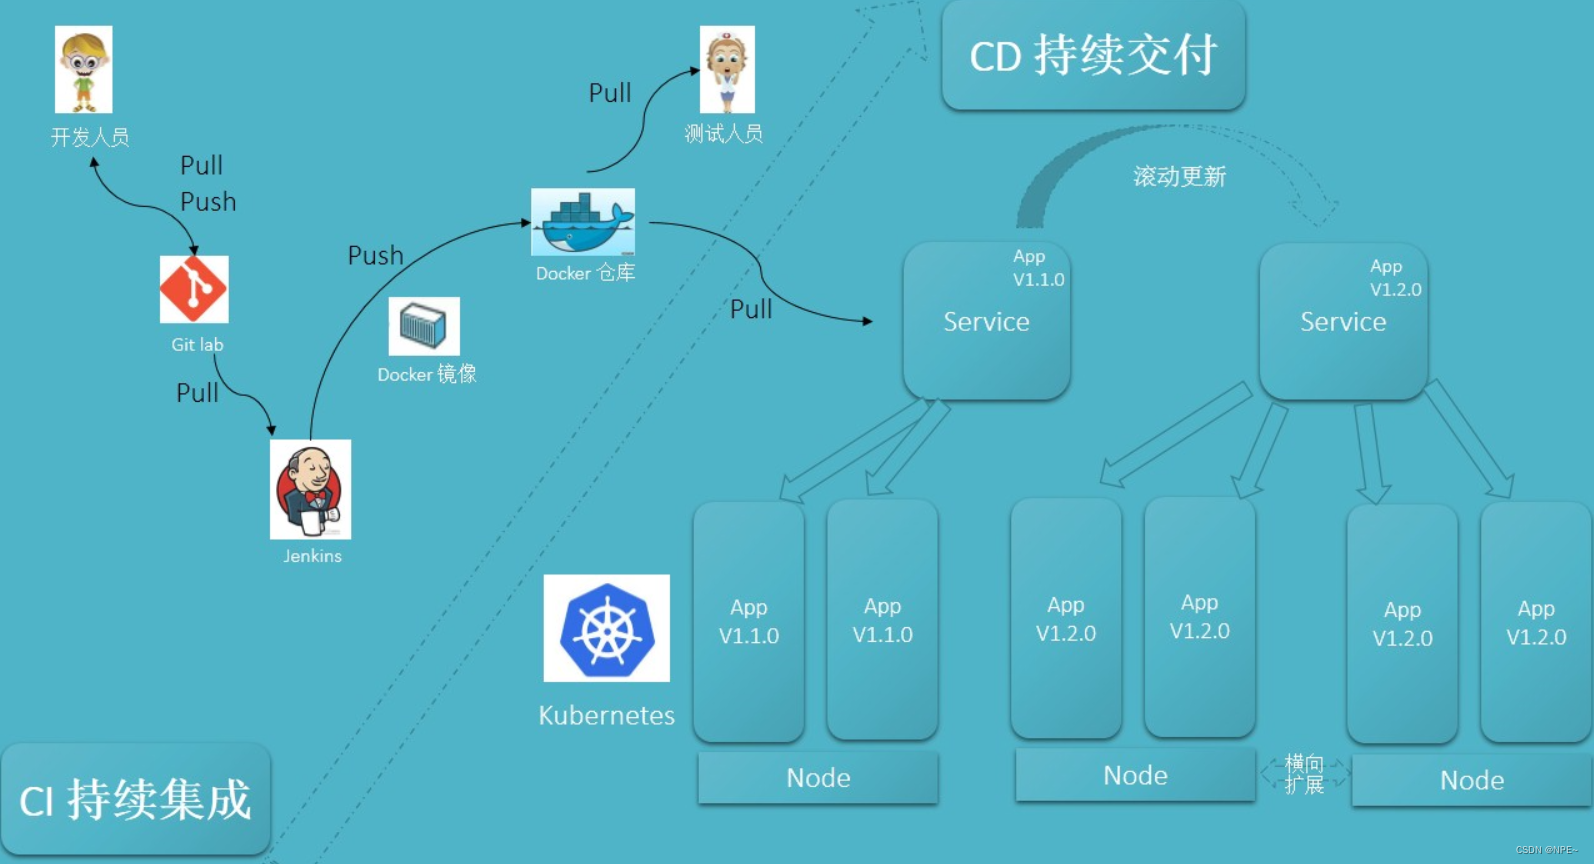 CD 持续交付
Pull
开发人员
测试人员
Pull
Push
滚动更新
Push
Docker 仓库
App
V1.1.0
Service
App
V1.2.0
Service
Pull
Git lab
Docker 镜像
Pull
Jenkins
App
V1.1.0
App
V1.1.0
App
V1.2.0
App
V1.2.0
App
V1.2.0
App
V1.2.0
Kubernetes
Node
Node
横向
扩展
Node
CI 持续集成
CSDN @NPE~